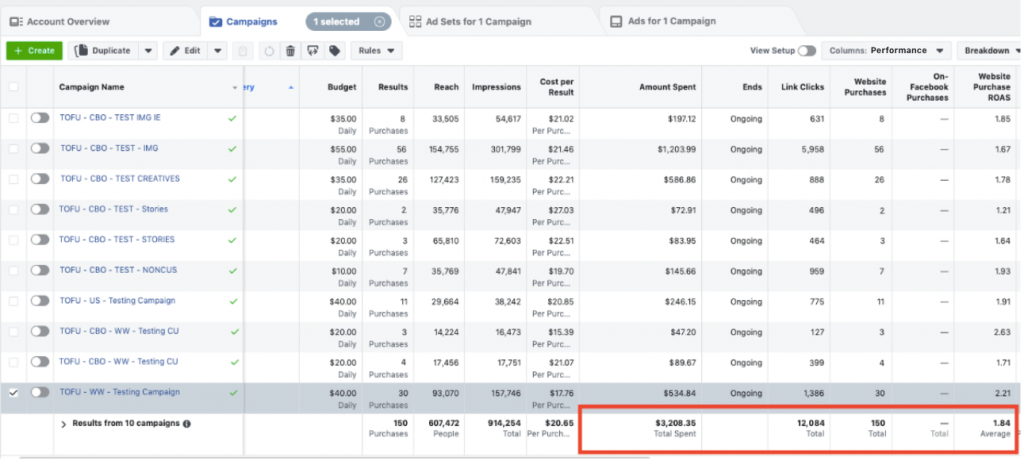 Account Overview Campaigns 1 selected Ad Sets for 1 Campaign Ads for 1 Campaign
+ Create Duplicate Edit Rules View Setup Columns: Performance Breakdown
Campaign Name ery Budget Results Reach Impressions Cost per Result Amount Spent Ends Link Clicks Website Purchases On-Facebook Purchases Website Purchase ROAS
TOFU - CBO - TEST IMG IE $35.00 8 33,505 54,617 $21.02 $197.12 Ongoing 631 8 — 1.85
Daily Purchases Per Purc...
TOFU - CBO - TEST - IMG $55.00 56 154,755 301,799 $21.46 $1,203.99 Ongoing 5,958 56 — 1.67
Daily Purchases Per Purc...
TOFU - CBO - TEST CREATIVES $35.00 26 127,423 159,235 $22.21 $586.86 Ongoing 888 26 — 1.78
Daily Purchases Per Purc...
TOFU - CBO - TEST - Stories $20.00 2 35,776 47,947 $27.03 $72.91 Ongoing 496 2 — 1.21
Daily Purchases Per Purc...
TOFU - CBO - TEST - STORIES $20.00 3 65,810 72,603 $22.51 $83.95 Ongoing 464 3 — 1.64
Daily Purchases Per Purc...
TOFU - CBO - TEST - NONCUS $10.00 7 35,769 47,841 $19.70 $145.66 Ongoing 959 7 — 1.93
Daily Purchases Per Purc...
TOFU - US - Testing Campaign $40.00 11 29,664 38,242 $20.85 $246.15 Ongoing 775 11 — 1.91
Daily Purchases Per Purc...
TOFU - CBO - WW - Testing CU $20.00 3 14,224 16,473 $15.39 $47.20 Ongoing 127 3 — 2.63
Daily Purchases Per Purc...
TOFU - CBO - WW - Testing CU $20.00 4 17,456 17,751 $21.07 $89.67 Ongoing 399 4 — 1.71
Daily Purchases Per Purc...
TOFU - WW - Testing Campaign $40.00 30 93,070 157,746 $17.76 $534.84 Ongoing 1,386 30 — 2.21
Daily Purchases Per Purc...
Results from 10 campaigns 150 607,472 914,254 $20.65 $3,208.35 12,084 150 — 1.84
Purchases People Total Per Purch... Total Spent Total Total Total Average